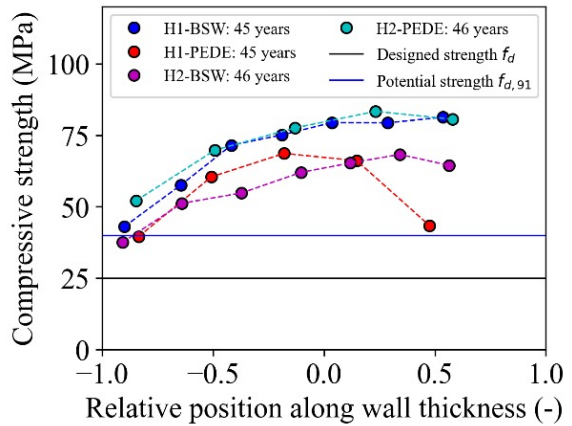 H1-BSW: 45 years
H1-PEDE: 45 years
H2-BSW: 46 years
H2-PEDE: 46 years
Designed strength f_d
Potential strength f_{d,91}
Compressive strength (MPa)
100
75
50
25
0
−1.0 −0.5 0.0 0.5 1.0
Relative position along wall thickness (-)